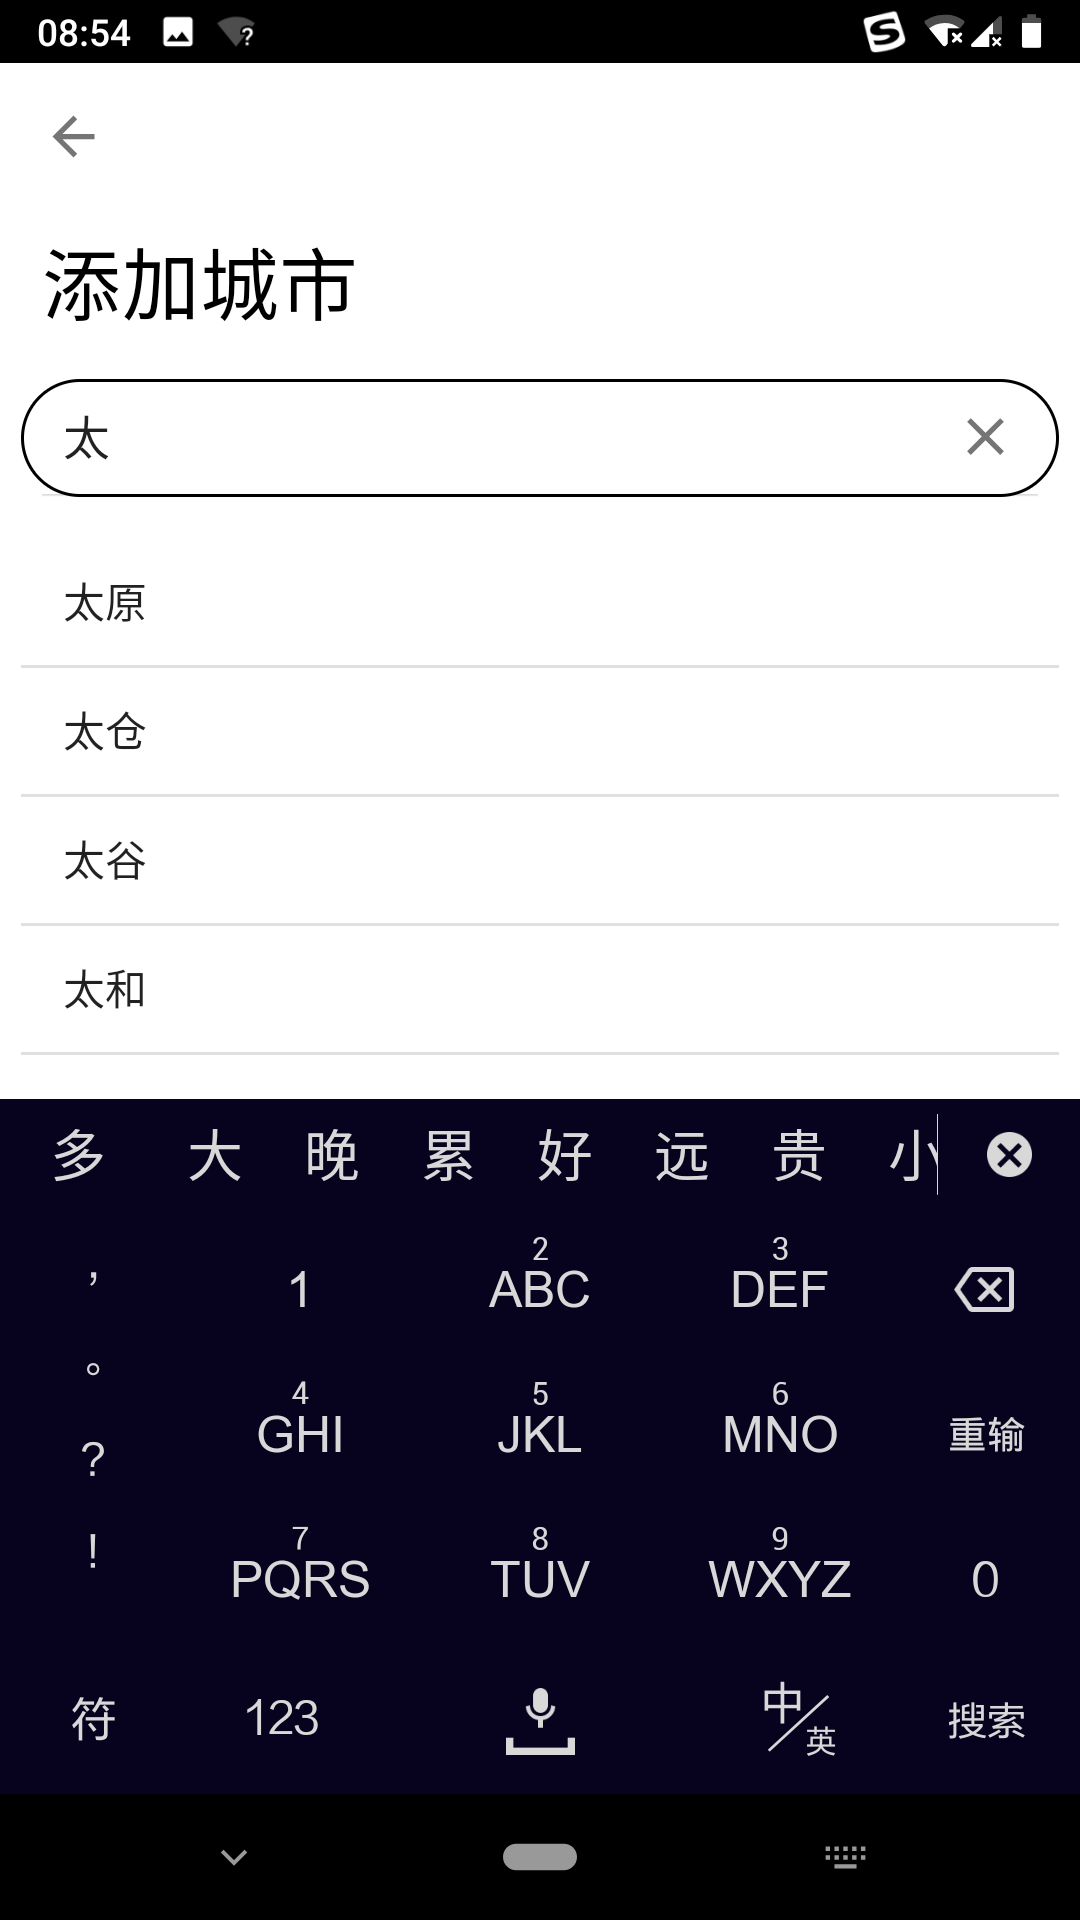 08:54
添加城市
太
太原
太仓
太谷
太和
多 大 晚 累 好 远 贵 小
， 1 2 ABC 3 DEF
。 4 GHI 5 JKL 6 MNO 重输
?
! 7 PQRS 8 TUV 9 WXYZ 0
符 123 中/英 搜索